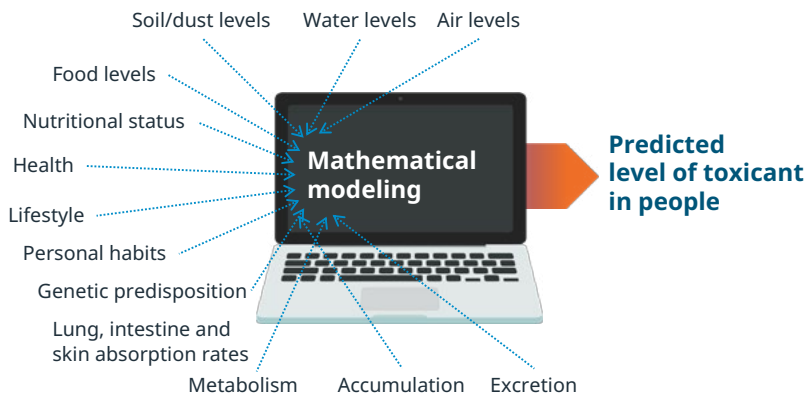 Soil/dust levels
Water levels
Air levels
Food levels
Nutritional status
Health
Lifestyle
Personal habits
Genetic predisposition
Lung, intestine and
skin absorption rates
Metabolism
Accumulation
Excretion
Mathematical
modeling
Predicted
level of toxicant
in people